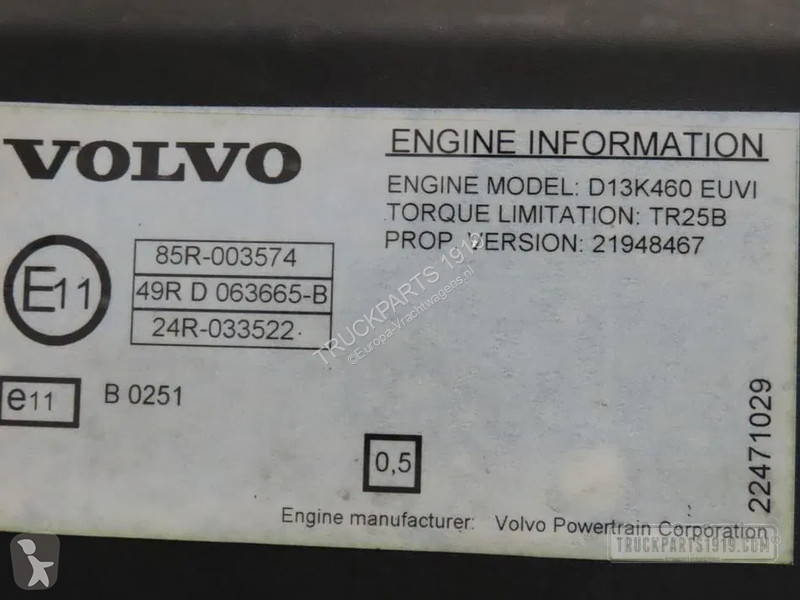 VOLVO
ENGINE INFORMATION
ENGINE MODEL: D13K460 EUVI
TORQUE LIMITATION: TR25B
PROP. VERSION: 21948467
E11
85R-003574
49R D 063665-B
24R-033522
e11
B 0251
0,5
22471029
Engine manufacturer: Volvo Powertrain Corporation
TRUCKPARTS 1919
©Europa-Vrachtwagens.nl
TRUCKPARTS1919.COM